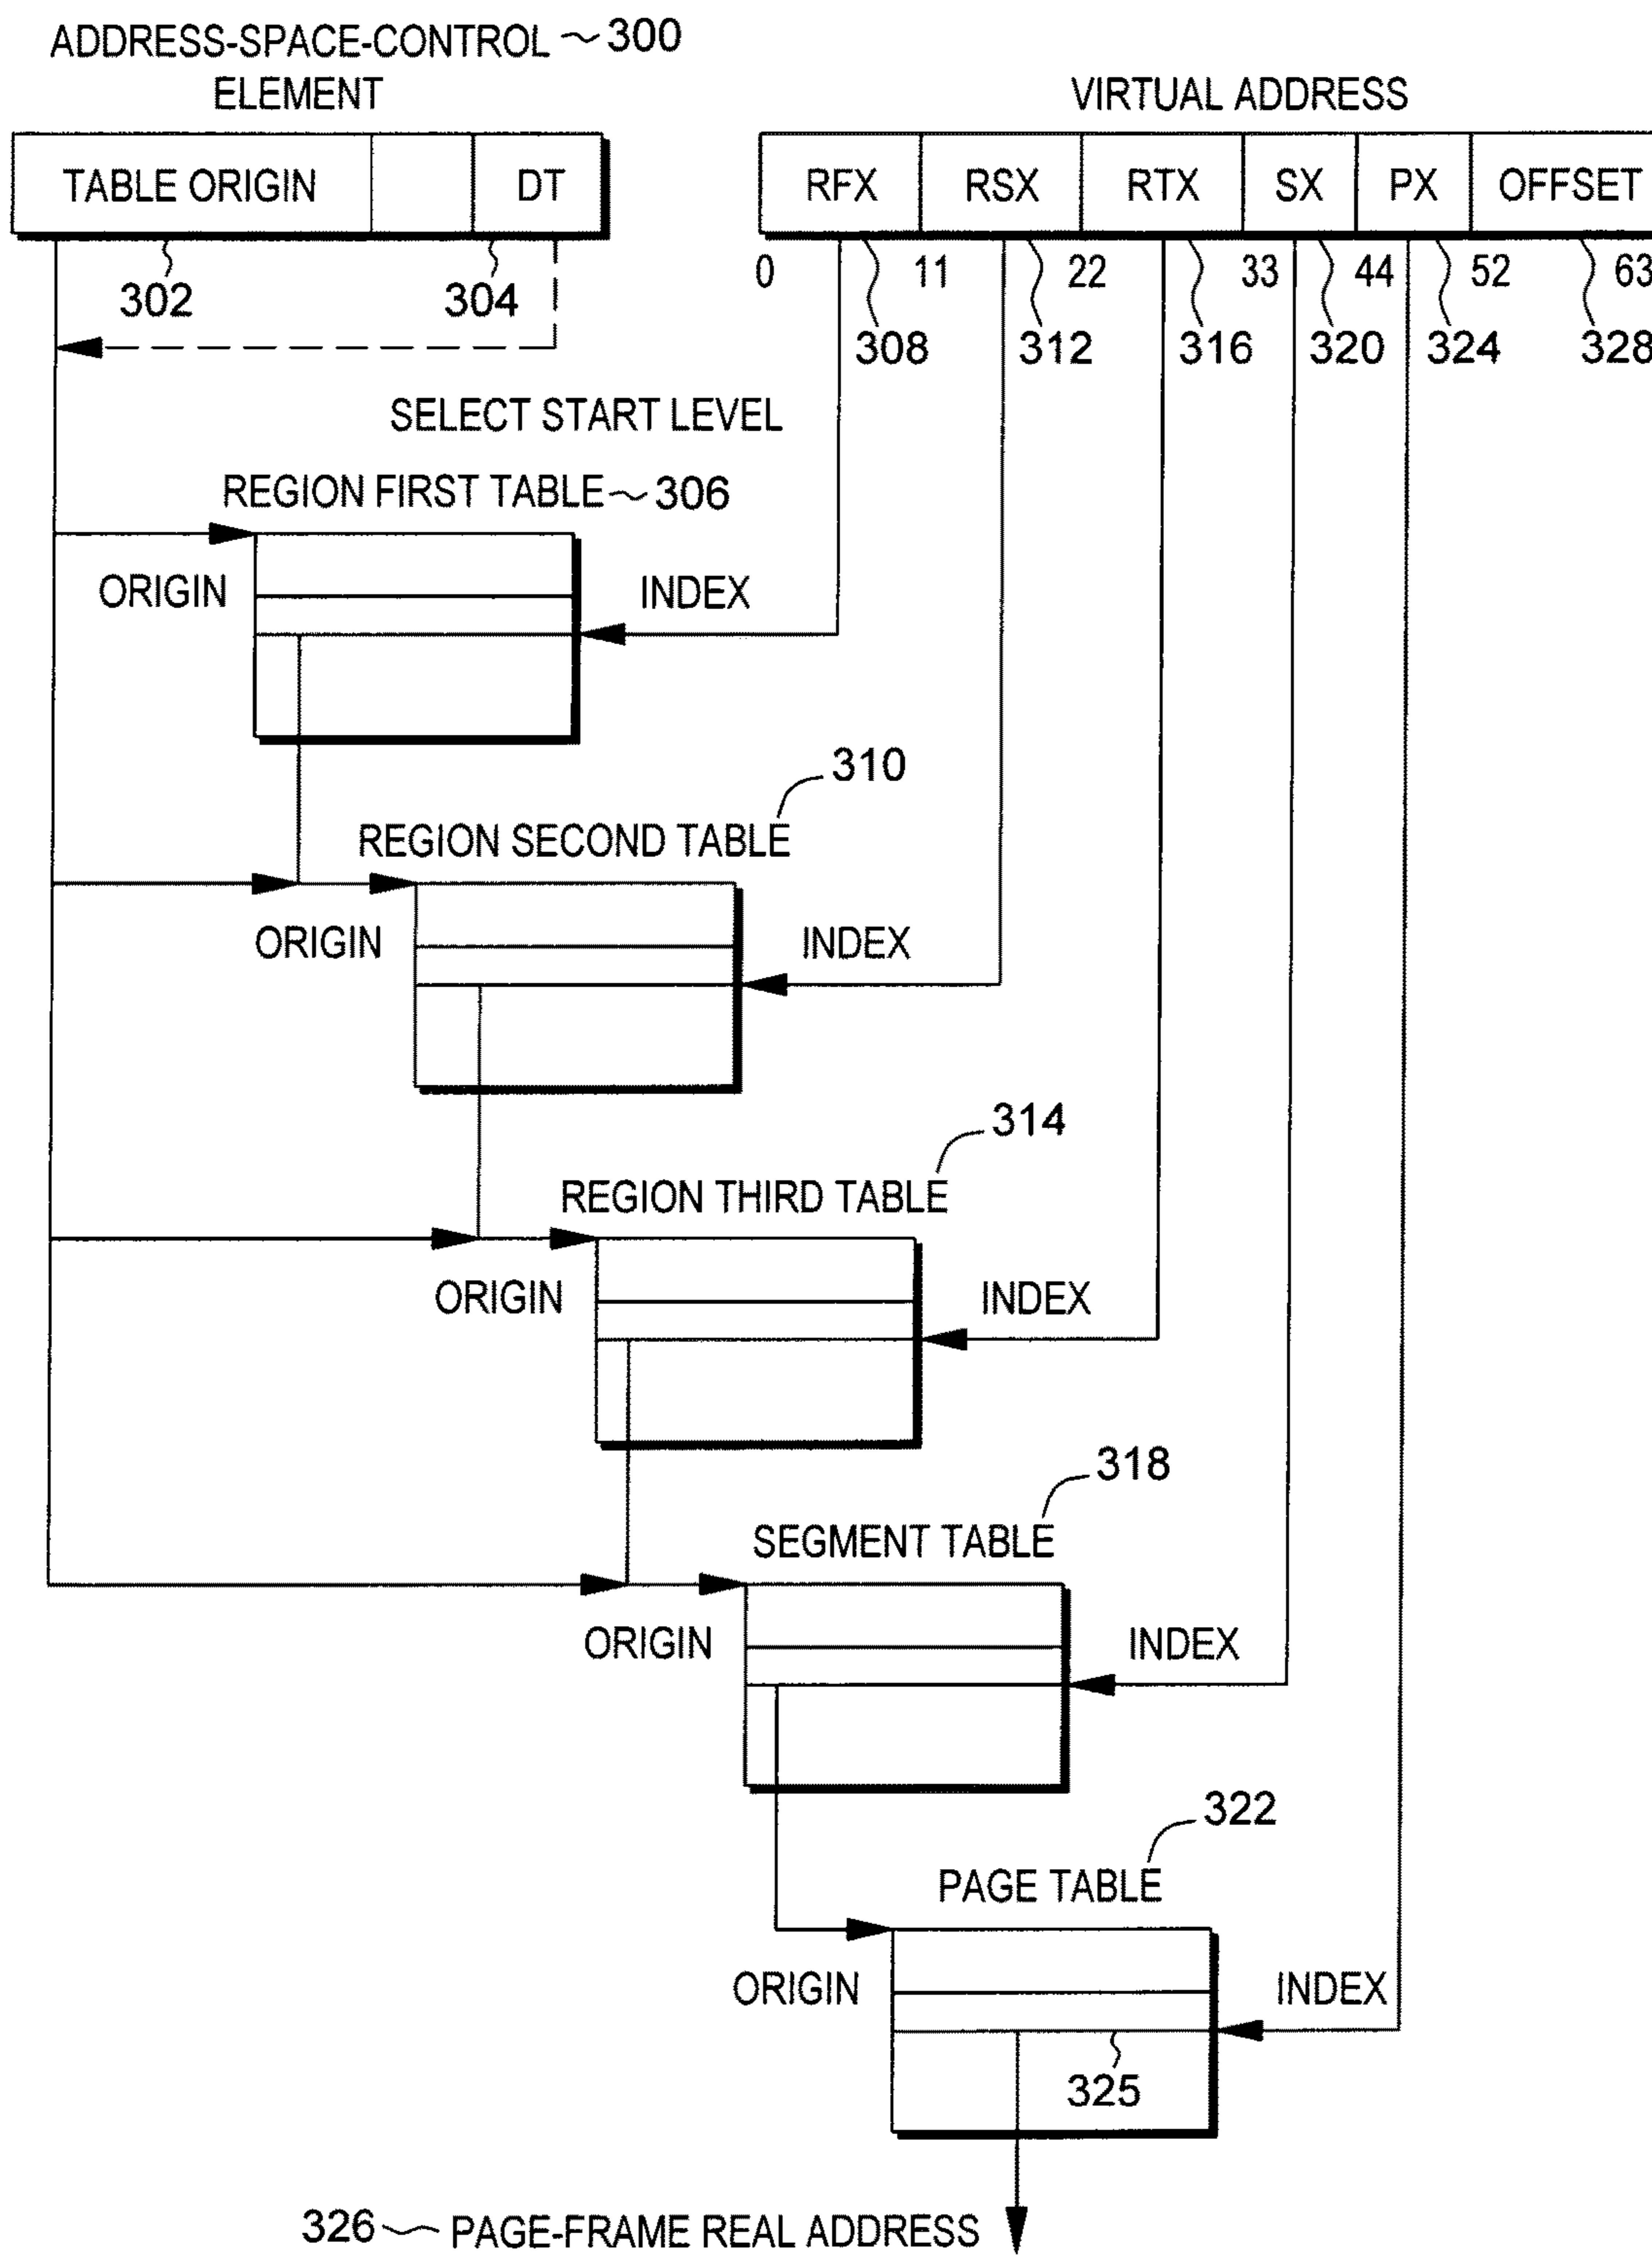 ADDRESS-SPACE-CONTROL ~300
ELEMENT
VIRTUAL ADDRESS
TABLE ORIGIN DT
RFX RSX RTX SX PX OFFSET
0 11 22 33 44 52 63
302 304
308 312 316 320 324 328
SELECT START LEVEL
REGION FIRST TABLE~306
ORIGIN INDEX
310
REGION SECOND TABLE
ORIGIN INDEX
314
REGION THIRD TABLE
ORIGIN INDEX
318
SEGMENT TABLE
ORIGIN INDEX
322
PAGE TABLE
ORIGIN INDEX
325
326~PAGE-FRAME REAL ADDRESS